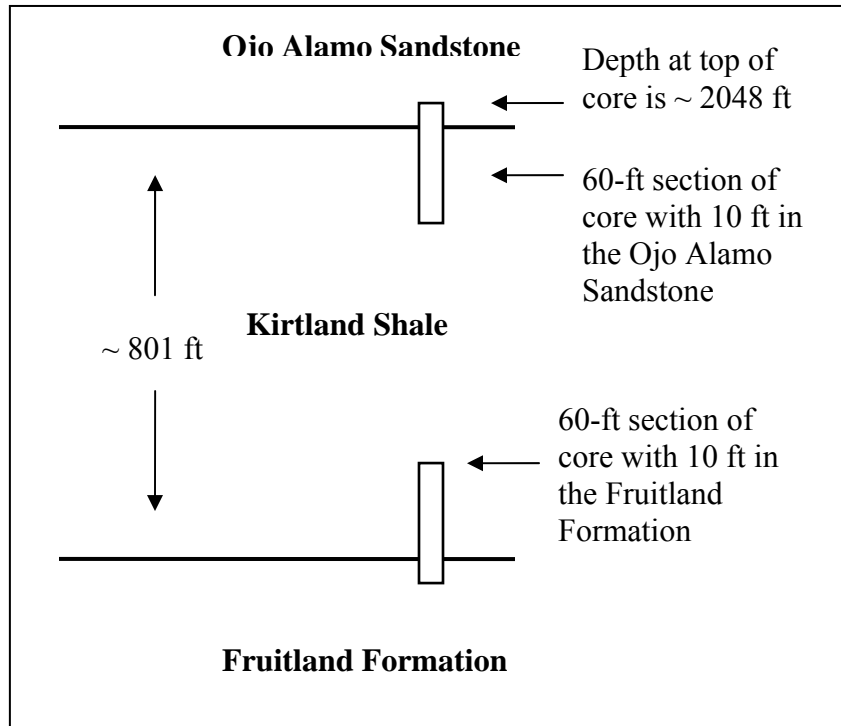 Ojo Alamo Sandstone
Depth at top of
core is ~ 2048 ft
60-ft section of
core with 10 ft in
the Ojo Alamo
Sandstone
Kirtland Shale
~ 801 ft
60-ft section of
core with 10 ft in
the Fruitland
Formation
Fruitland Formation